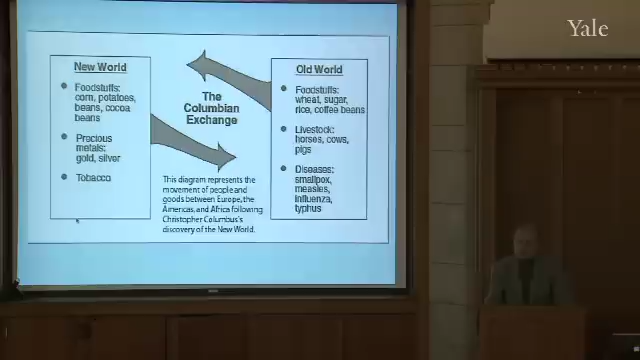 Yale
New World
Foodstuffs:
corn, potatoes,
beans, cocoa
beans
Precious
metals:
gold, silver
Tobacco
The
Columbian
Exchange
This diagram represents the
movement of people and
goods between Europe, the
Americas, and Africa following
Christopher Columbus's
discovery of the New World.
Old World
Foodstuffs:
wheat, sugar,
rice, coffee beans
Livestock:
horses, cows,
pigs
Diseases:
smallpox,
measles,
influenza,
typhus